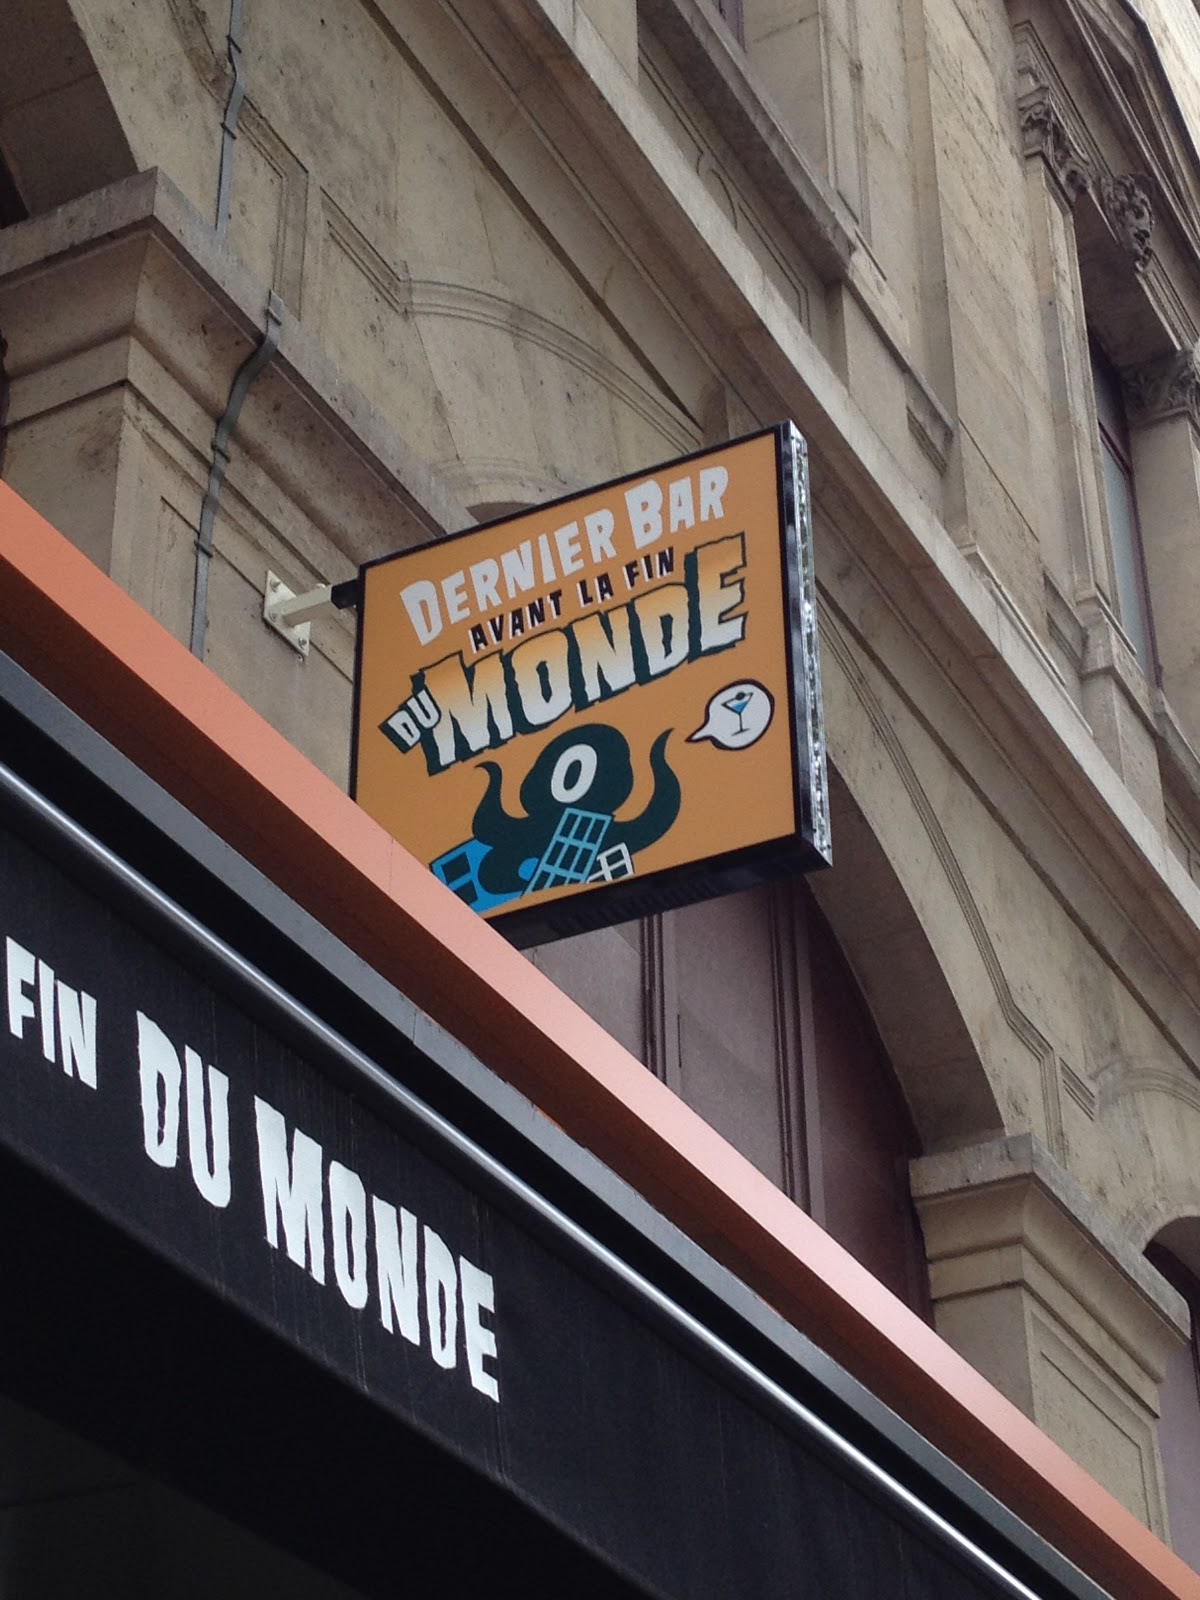 DERNIER BAR
AVANT LA FIN
DU MONDE
FIN DU MONDE